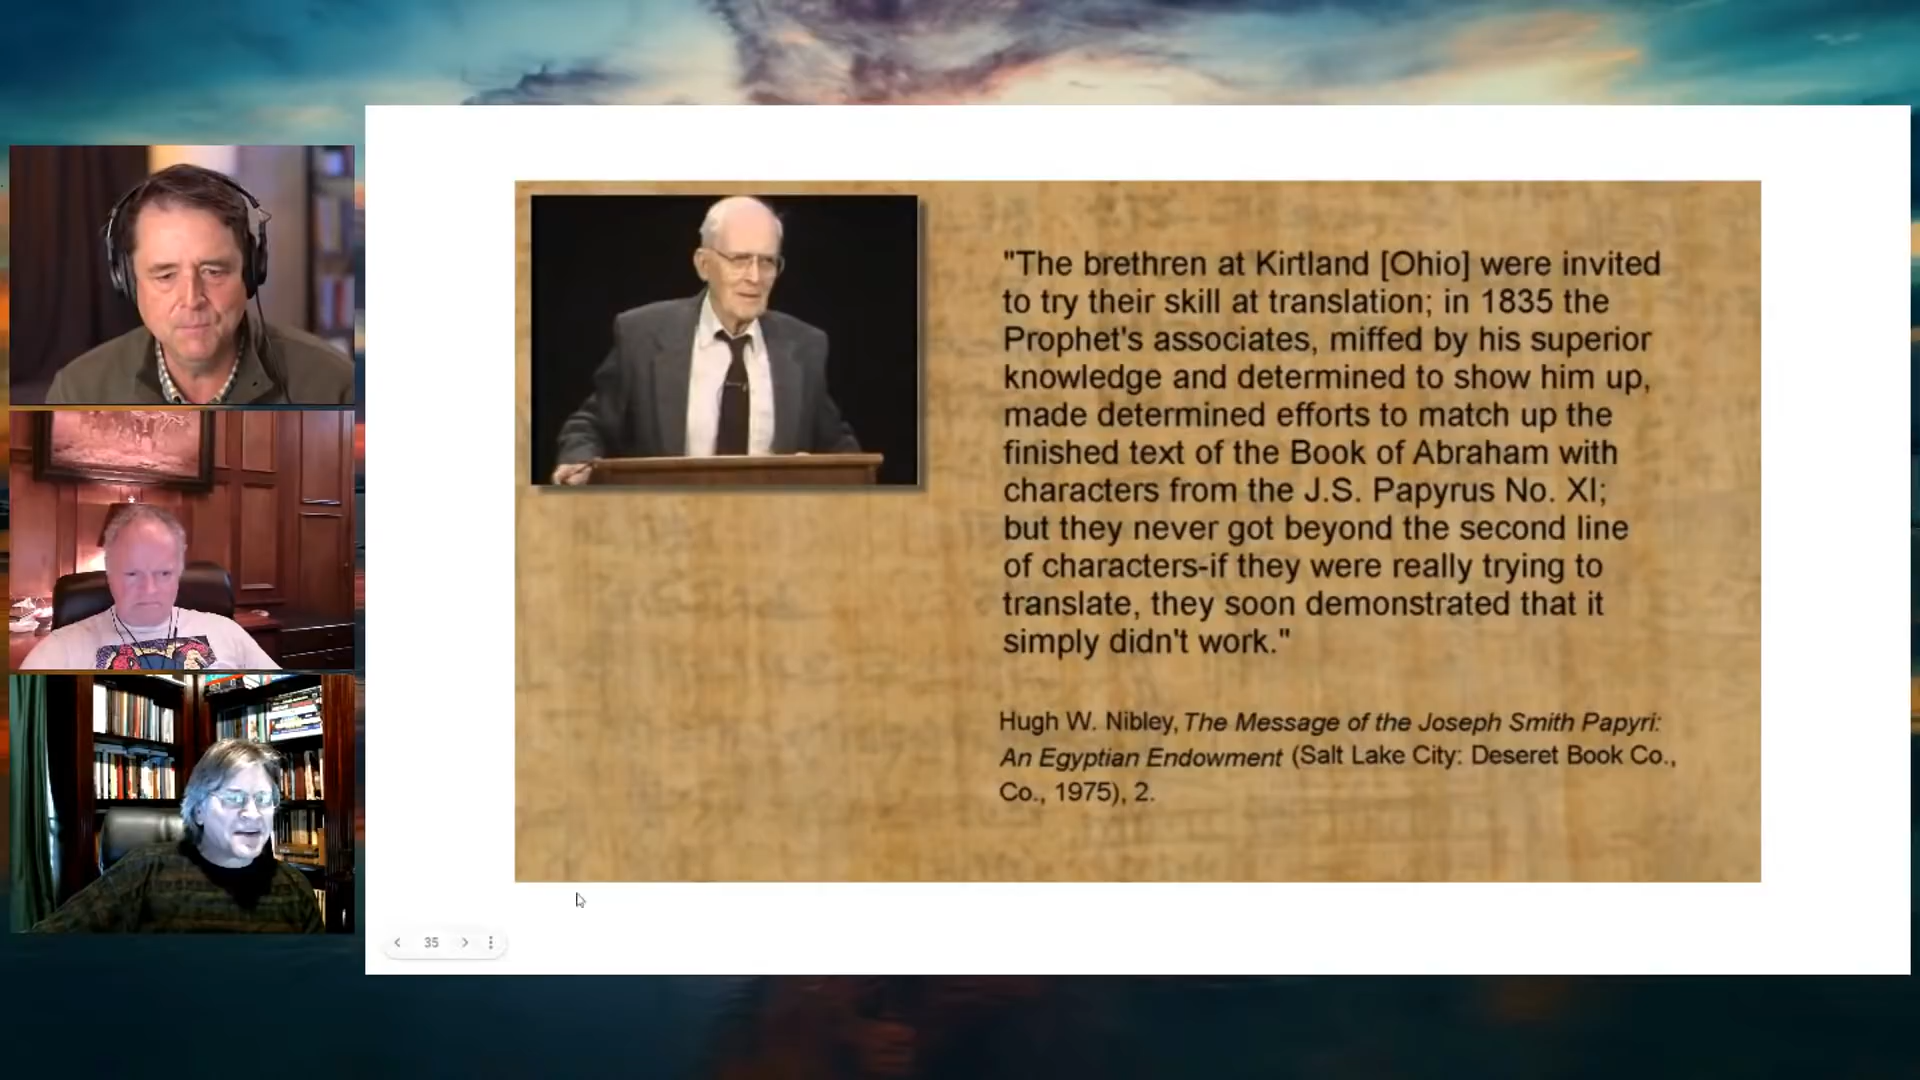 "The brethren at Kirtland [Ohio] were invited
to try their skill at translation; in 1835 the
Prophet's associates, miffed by his superior
knowledge and determined to show him up,
made determined efforts to match up the
finished text of the Book of Abraham with
characters from the J.S. Papyrus No. XI;
but they never got beyond the second line
of characters-if they were really trying to
translate, they soon demonstrated that it
simply didn't work."
Hugh W. Nibley, The Message of the Joseph Smith Papyri:
An Egyptian Endowment (Salt Lake City: Deseret Book Co.,
Co., 1975), 2.
35